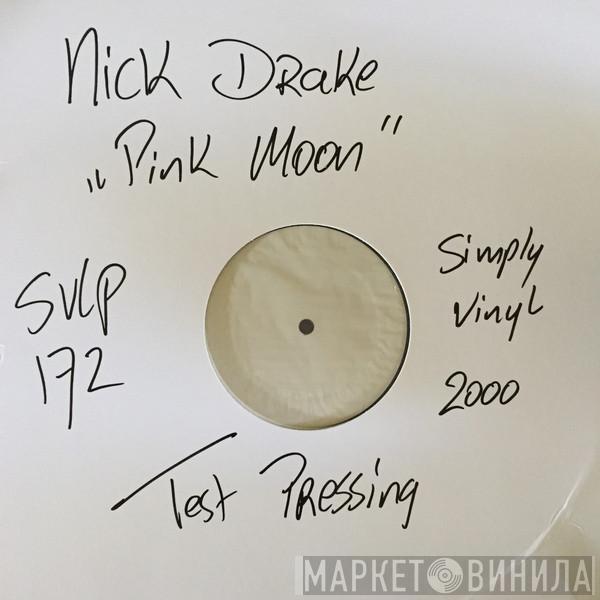 Nick Drake
„Pink Moon”
SVLP
172
Simply
Vinyl
2000
Test Pressing
МАРКЕТ ВИНИЛА